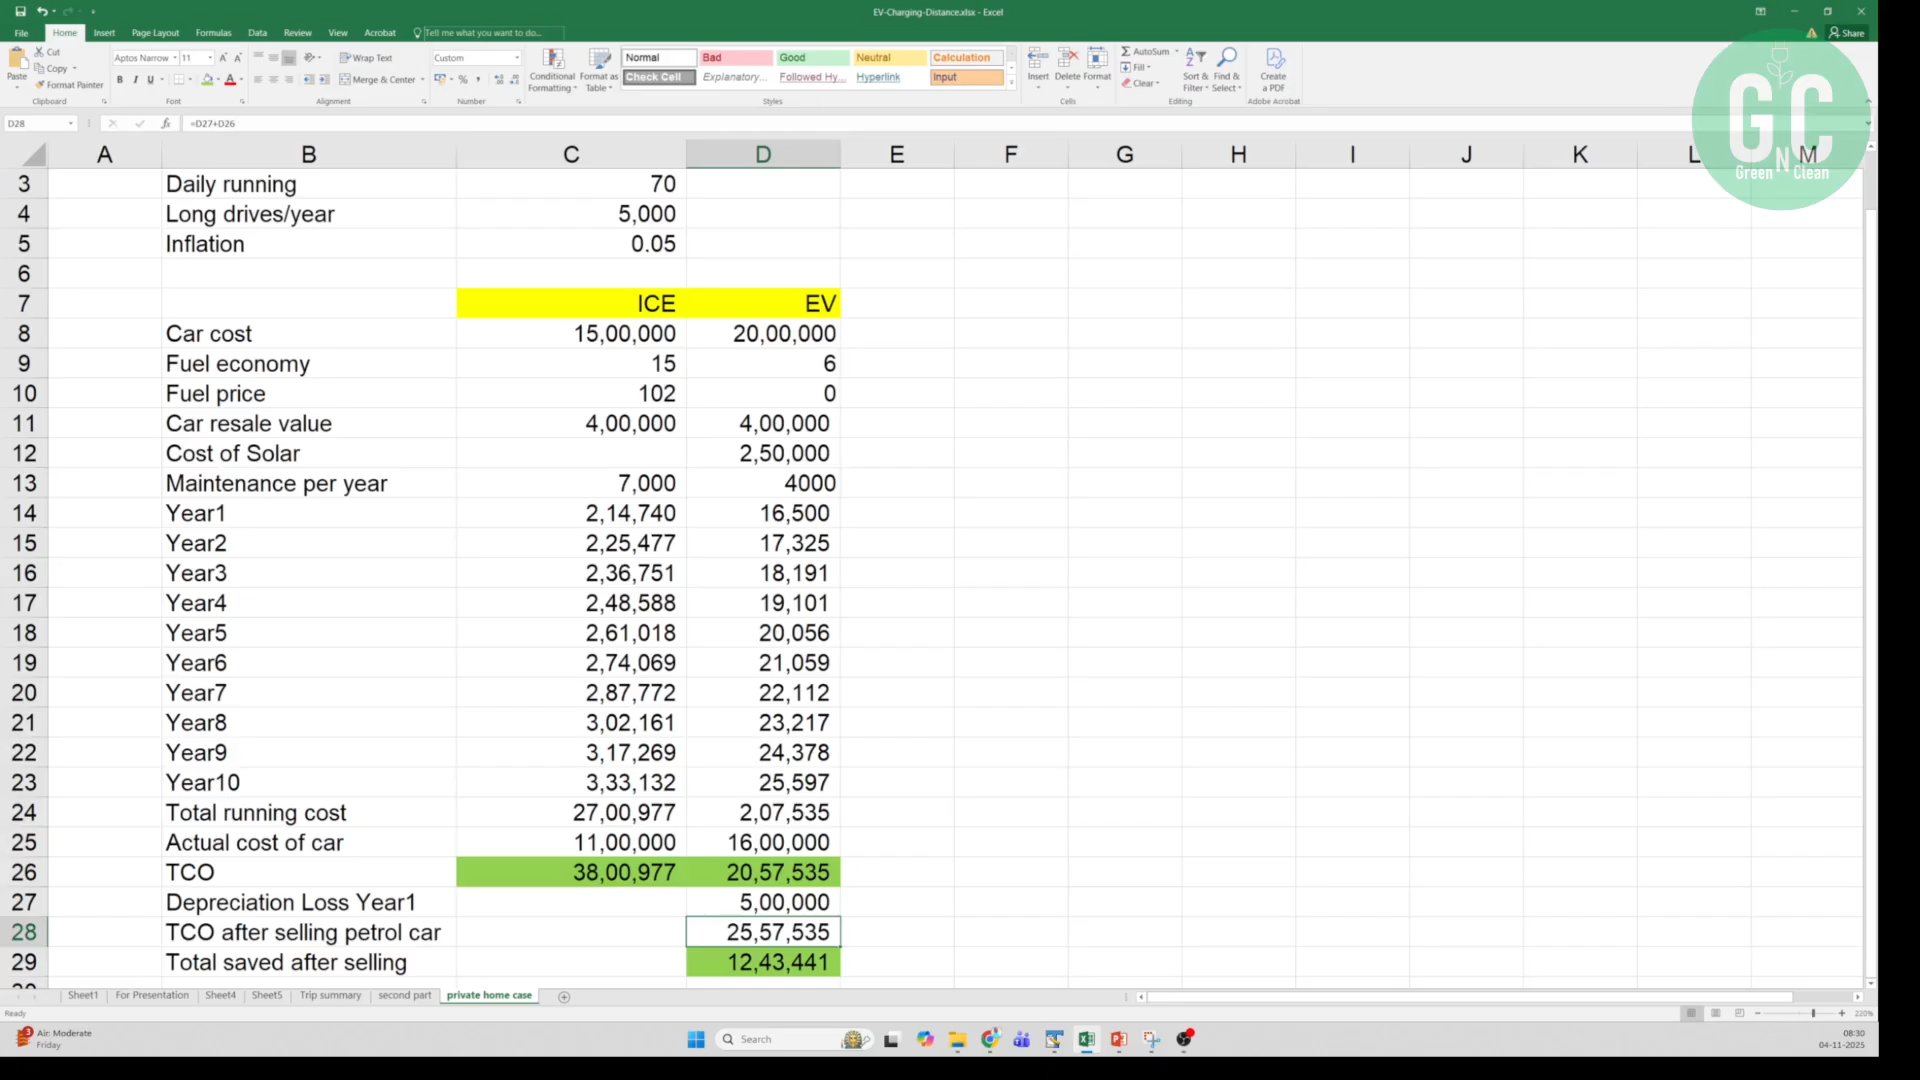 EV-Charging-Distance.xlsx - Excel
File Home Insert Page Layout Formulas Data Review View Acrobat Tell me what you want to do... Share
Paste Cut Copy Format Painter Clipboard
Aptos Narrow 11 B I U A Font
Wrap Text Merge & Center Alignment
Custom % Number
Conditional Formatting Format as Table
Normal Bad Good Neutral Calculation
Check Cell Explanatory... Followed Hy... Hyperlink Input
Styles
Insert Delete Format Cells
AutoSum Fill Clear Sort & Filter Find & Select Editing
Create a PDF Adobe Acrobat
GNC
Green Clean
D28 fx =D27+D26
A B C D E F G H I J K L M
3 Daily running 70
4 Long drives/year 5,000
5 Inflation 0.05
6
7 ICE EV
8 Car cost 15,00,000 20,00,000
9 Fuel economy 15 6
10 Fuel price 102 0
11 Car resale value 4,00,000 4,00,000
12 Cost of Solar 2,50,000
13 Maintenance per year 7,000 4000
14 Year1 2,14,740 16,500
15 Year2 2,25,477 17,325
16 Year3 2,36,751 18,191
17 Year4 2,48,588 19,101
18 Year5 2,61,018 20,056
19 Year6 2,74,069 21,059
20 Year7 2,87,772 22,112
21 Year8 3,02,161 23,217
22 Year9 3,17,269 24,378
23 Year10 3,33,132 25,597
24 Total running cost 27,00,977 2,07,535
25 Actual cost of car 11,00,000 16,00,000
26 TCO 38,00,977 20,57,535
27 Depreciation Loss Year1 5,00,000
28 TCO after selling petrol car 25,57,535
29 Total saved after selling 12,43,441
Sheet1 For Presentation Sheet4 Sheet5 Trip summary second part private home case
Ready 220%
Air: Moderate
Friday
Search
08:30
04-11-2025